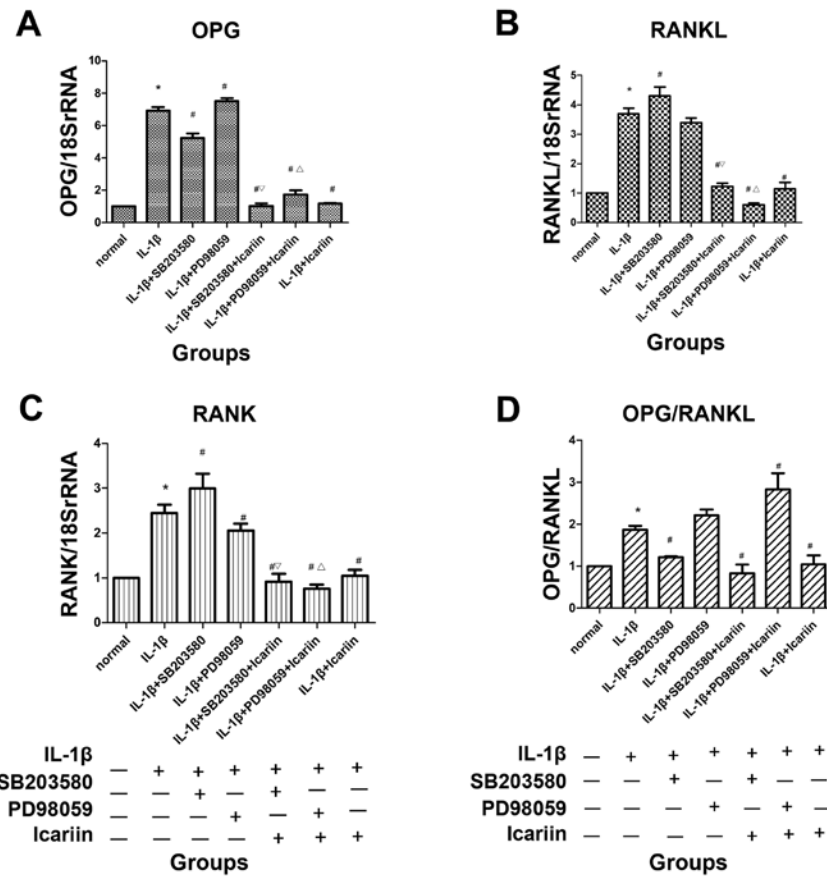 A
OPG
OPG/18SrRNA
10
8
6
4
2
0
*
#
#
#▽
# △
#
normal
IL-1β
IL-1β+SB203580
IL-1β+PD98059
IL-1β+SB203580+Icariin
IL-1β+PD98059+Icariin
IL-1β+Icariin
Groups
B
RANKL
RANKL/18SrRNA
5
4
3
2
1
0
*
#
#▽
# △
#
normal
IL-1β
IL-1β+SB203580
IL-1β+PD98059
IL-1β+SB203580+Icariin
IL-1β+PD98059+Icariin
IL-1β+Icariin
Groups
C
RANK
RANK/18SrRNA
4
3
2
1
0
*
#
#
#▽
# △
#
normal
IL-1β
IL-1β+SB203580
IL-1β+PD98059
IL-1β+SB203580+Icariin
IL-1β+PD98059+Icariin
IL-1β+Icariin
IL-1β — + + + + + +
SB203580 — — + — + — —
PD98059 — — — + — + —
Icariin — — — — + + +
Groups
D
OPG/RANKL
OPG/RANKL
4
3
2
1
0
*
#
#
#
#
normal
IL-1β
IL-1β+SB203580
IL-1β+PD98059
IL-1β+SB203580+Icariin
IL-1β+PD98059+Icariin
IL-1β+Icariin
IL-1β — + + + + + +
SB203580 — — + — + — —
PD98059 — — — + — + —
Icariin — — — — + + +
Groups